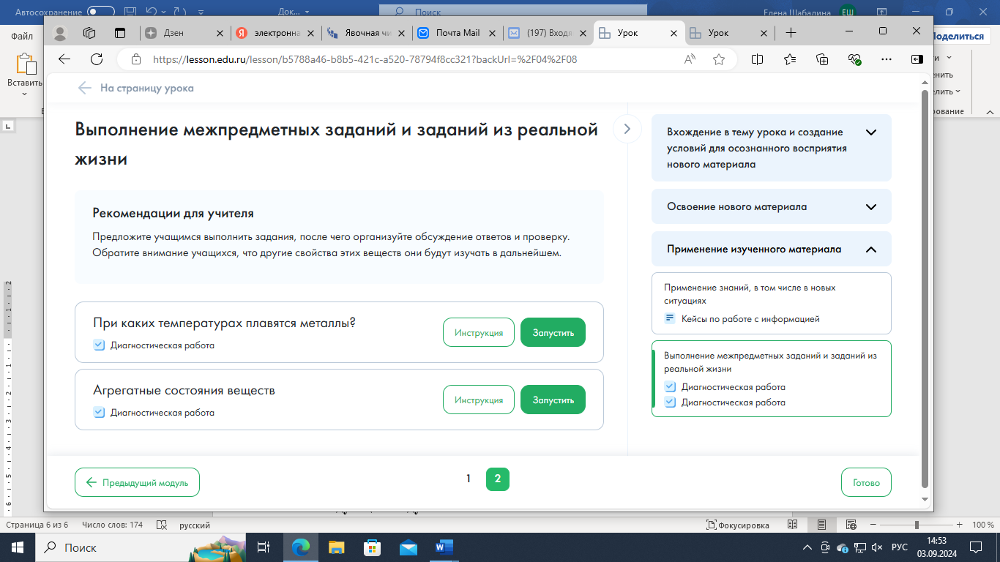 Автосохранение
Док...
Поиск
Елена Шабалина
ЕШ
Файл
Поделиться
Вставить
Дзен
электронна
Явочная чи
Почта Mail
(197) Входя
Урок
Урок
https://lesson.edu.ru/lesson/b5788a46-b8b5-421c-a520-78794f8cc321?backUrl=%2F04%2F08
На страницу урока
Выполнение межпредметных заданий и заданий из реальной
жизни
Рекомендации для учителя
Предложите учащимся выполнить задания, после чего организуйте обсуждение ответов и проверку.
Обратите внимание учащихся, что другие свойства этих веществ они будут изучать в дальнейшем.
При каких температурах плавятся металлы?
Диагностическая работа
Инструкция
Запустить
Агрегатные состояния веществ
Диагностическая работа
Инструкция
Запустить
Вхождение в тему урока и создание
условий для осознанного восприятия
нового материала
Освоение нового материала
Применение изученного материала
Применение знаний, в том числе в новых
ситуациях
Кейсы по работе с информацией
Выполнение межпредметных заданий и заданий из
реальной жизни
Диагностическая работа
Диагностическая работа
Предыдущий модуль
1
2
Готово
Страница 6 из 6
Число слов: 174
русский
Фокусировка
100 %
Поиск
РУС
14:53
03.09.2024